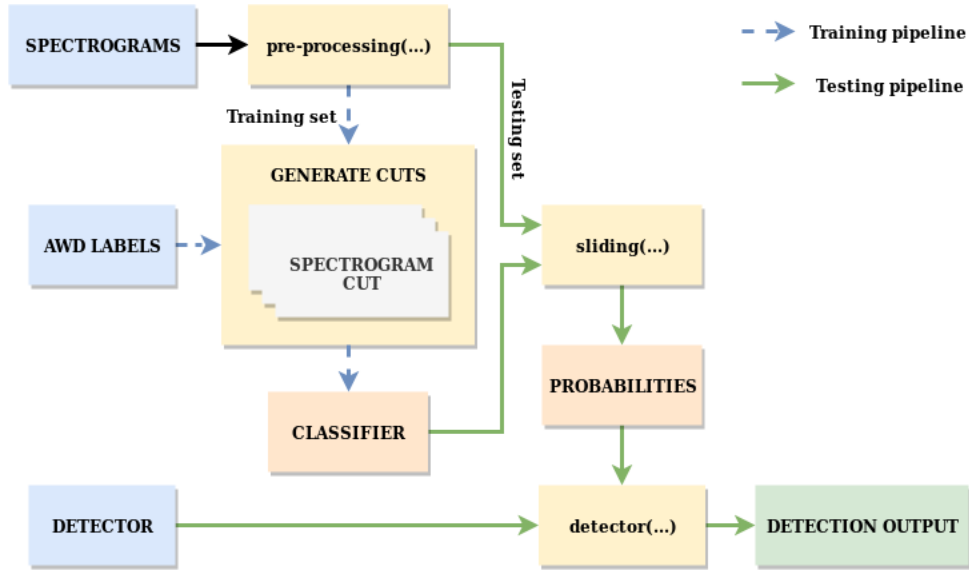 SPECTROGRAMS
pre-processing(...)
Training pipeline
Testing pipeline
Training set
Testing set
GENERATE CUTS
AWD LABELS
SPECTROGRAM
CUT
sliding(...)
PROBABILITIES
CLASSIFIER
DETECTOR
detector(...)
DETECTION OUTPUT